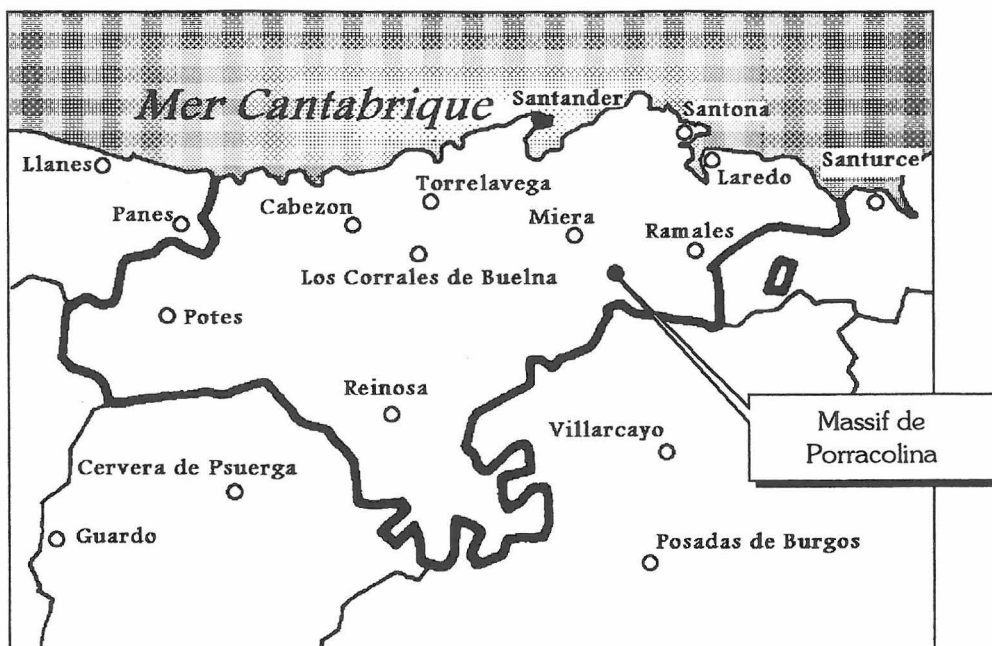 Mer Cantabrique
Santander
Santona
Llanes
Santurce
Laredo
Torrelavega
Panes
Cabezon
Miera
Ramales
Los Corrales de Buelna
Potes
Reinosa
Massif de
Porracolina
Villarcayo
Cervera de Psuerga
Guardo
Posadas de Burgos